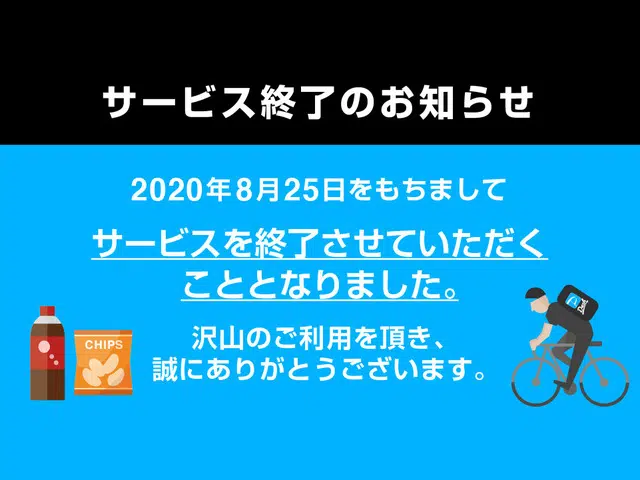 サービス終了のお知らせ
2020年8月25日をもちまして
サービスを終了させていただく
こととなりました。
沢山のご利用を頂き、
誠にありがとうございます。
CHIPS